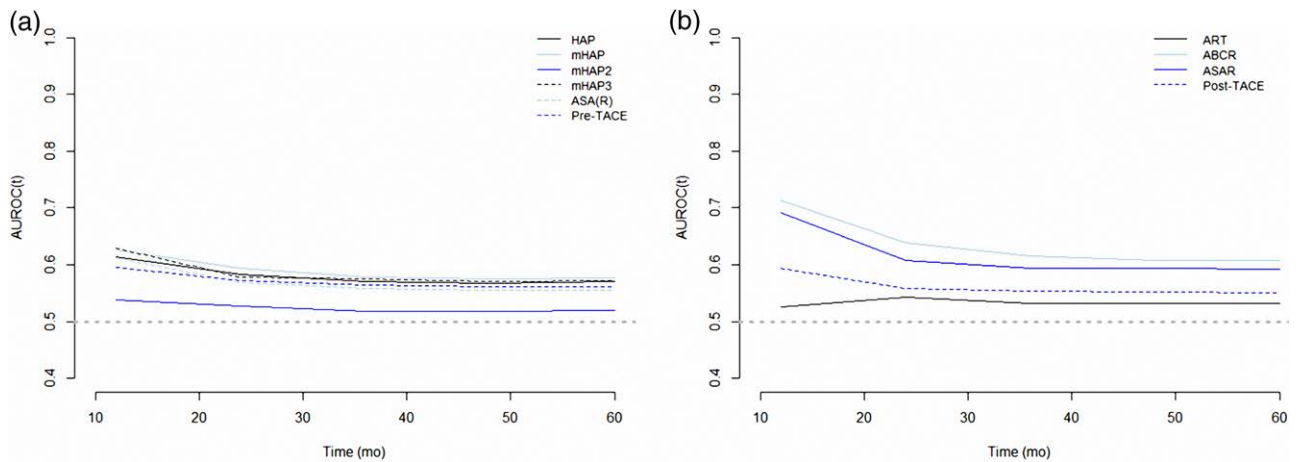 (a)
HAP
mHAP
mHAP2
mHAP3
ASA(R)
Pre-TACE
AUROC(t)
1.0
0.9
0.8
0.7
0.6
0.5
0.4
10 20 30 40 50 60
Time (mo)
(b)
ART
ABCR
ASAR
Post-TACE
AUROC(t)
1.0
0.9
0.8
0.7
0.6
0.5
0.4
10 20 30 40 50 60
Time (mo)